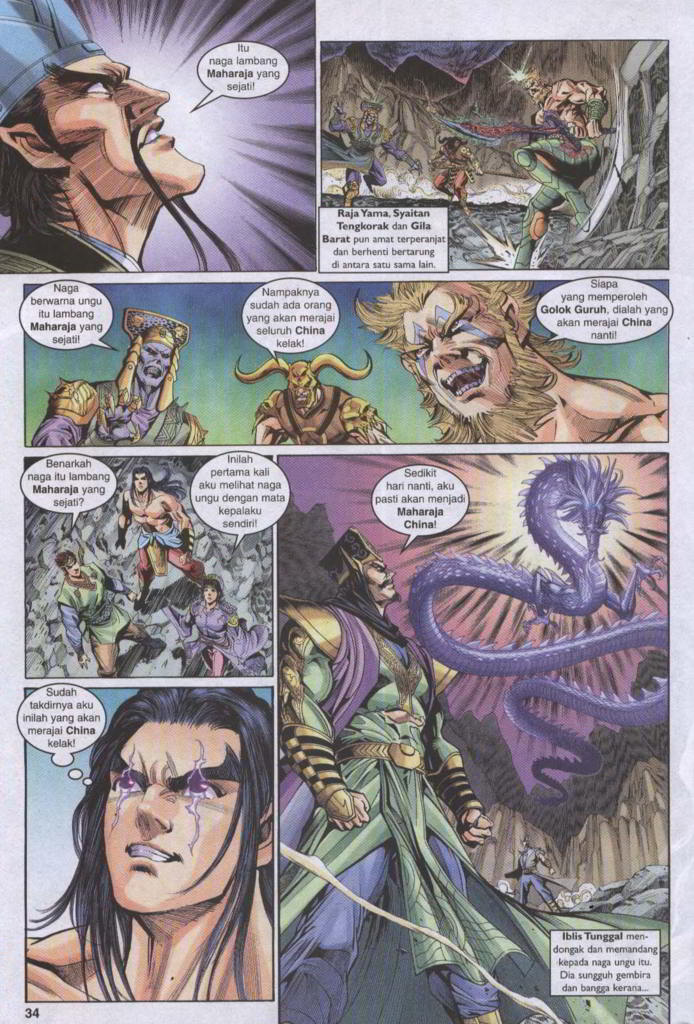 Itu
naga lambang
Maharaja yang
sejati!
Raja Yama, Syaitan
Tengkorak dan Gila
Barat pun amat terperanjat
dan berhenti bertarung
di antara satu sama lain.
Naga
berwarna ungu
itu lambang
Maharaja yang
sejati!
Nampaknya
sudah ada orang
yang akan merajai
seluruh China
kelak!
Siapa
yang memperoleh
Golok Guruh, dialah yang
akan merajai China
nanti!
Benarkah
naga itu lambang
Maharaja yang
sejati?
Inilah
pertama kali
aku melihat naga
ungu dengan mata
kepalaku
sendiri!
Sedikit
hari nanti, aku
pasti akan menjadi
Maharaja
China!
Sudah
takdirnya aku
inilah yang akan
merajai China
kelak!
Iblis Tunggal men-
dongak dan memandang
kepada naga ungu itu.
Dia sungguh gembira
dan bangga kerana...
34